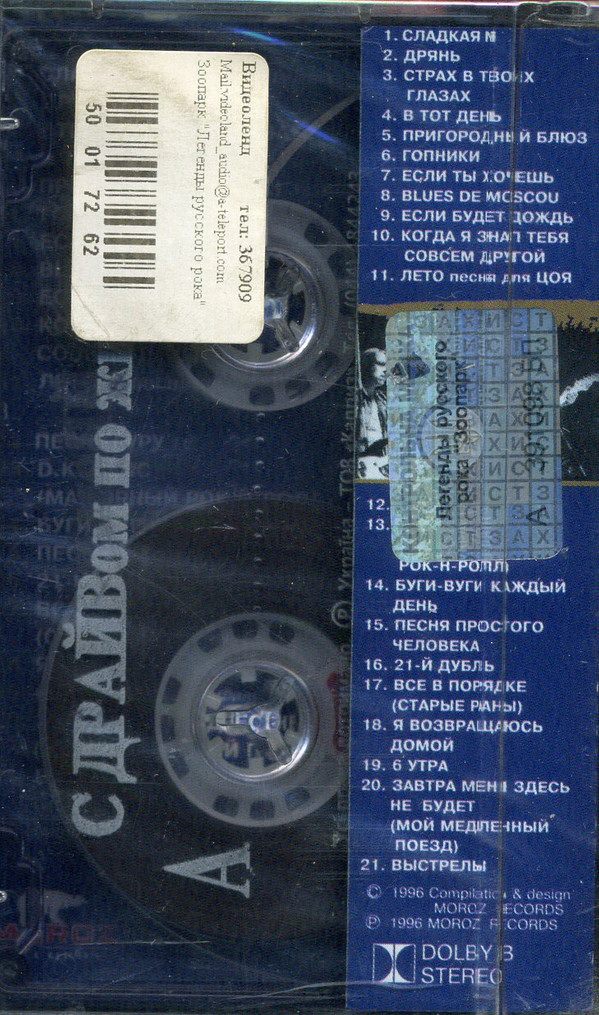 1. СЛАДКАЯ N
2. ДРЯНЬ
3. СТРАХ В ТВОИХ
ГЛАЗАХ
4. В ТОТ ДЕНЬ
5. ПРИГОРОДНЫЙ БЛЮЗ
6. ГОПНИКИ
7. ЕСЛИ ТЫ ХОЧЕШЬ
8. BLUES DE MOSCOU
9. ЕСЛИ БУДЕТ ДОЖДЬ
10. КОГДА Я ЗНАЛ ТЕБЯ
СОВСЕМ ДРУГОЙ
11. ЛЕТО песня для ЦОЯ
12.
13.
РОК-Н-РОЛЛ)
14. БУГИ-ВУГИ КАЖДЫЙ
ДЕНЬ
15. ПЕСНЯ ПРОСТОГО
ЧЕЛОВЕКА
16. 21-Й ДУБЛЬ
17. ВСЕ В ПОРЯДКЕ
(СТАРЫЕ РАНЫ)
18. Я ВОЗВРАЩАЮСЬ
ДОМОЙ
19. 6 УТРА
20. ЗАВТРА МЕНЯ ЗДЕСЬ
НЕ БУДЕТ
(МОЙ МЕДЛЕННЫЙ
ПОЕЗД)
21. ВЫСТРЕЛЫ
© 1996 Compilation & design
MOROZ RECORDS
℗ 1996 MOROZ RECORDS
DOLBY B
STEREO
Видеоленд тел: 367909
Mail:videoland_audio@a-teleport.com
Зоопарк "Легенды русского рока"
50 01 72 62
Легенды русского
рока "Зоопарк"
391088 БП
А
С ДРАЙВОМ ПО
А